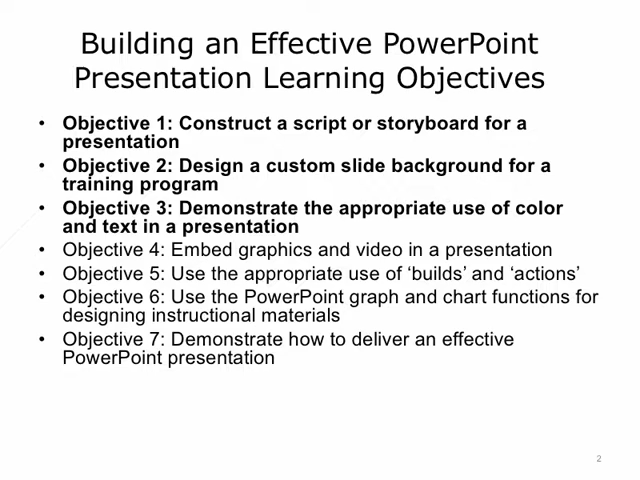 Building an Effective PowerPoint
Presentation Learning Objectives
• Objective 1: Construct a script or storyboard for a
presentation
• Objective 2: Design a custom slide background for a
training program
• Objective 3: Demonstrate the appropriate use of color
and text in a presentation
• Objective 4: Embed graphics and video in a presentation
• Objective 5: Use the appropriate use of ‘builds’ and ‘actions’
• Objective 6: Use the PowerPoint graph and chart functions for
designing instructional materials
• Objective 7: Demonstrate how to deliver an effective
PowerPoint presentation
2